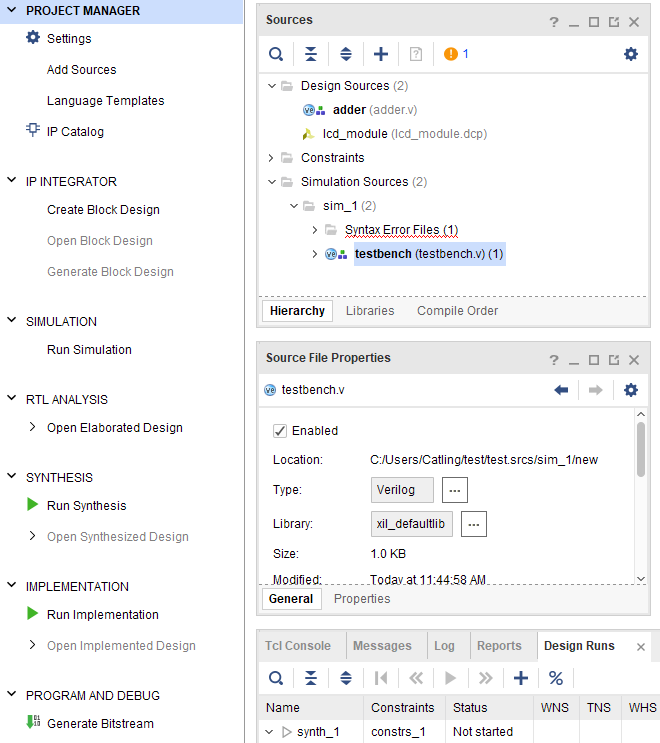 PROJECT MANAGER
Settings
Add Sources
Language Templates
IP Catalog
IP INTEGRATOR
Create Block Design
Open Block Design
Generate Block Design
SIMULATION
Run Simulation
RTL ANALYSIS
Open Elaborated Design
SYNTHESIS
Run Synthesis
Open Synthesized Design
IMPLEMENTATION
Run Implementation
Open Implemented Design
PROGRAM AND DEBUG
Generate Bitstream
Sources
1
Design Sources (2)
adder (adder.v)
lcd_module (lcd_module.dcp)
Constraints
Simulation Sources (2)
sim_1 (2)
Syntax Error Files (1)
testbench (testbench.v) (1)
Hierarchy Libraries Compile Order
Source File Properties
testbench.v
Enabled
Location: C:/Users/Catling/test/test.srcs/sim_1/new
Type: Verilog ...
Library: xil_defaultlib ...
Size: 1.0 KB
Modified: Today at 11:44:58 AM
General Properties
Tcl Console Messages Log Reports Design Runs
Name Constraints Status WNS TNS WHS
synth_1 constrs_1 Not started